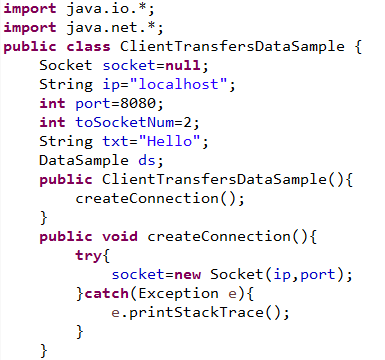 import java.io.*;
import java.net.*;
public class ClientTransfersDataSample {
    Socket socket=null;
    String ip="localhost";
    int port=8080;
    int toSocketNum=2;
    String txt="Hello";
    DataSample ds;
    public ClientTransfersDataSample(){
        createConnection();
    }
    public void createConnection(){
        try{
            socket=new Socket(ip,port);
        }catch(Exception e){
            e.printStackTrace();
        }
    }